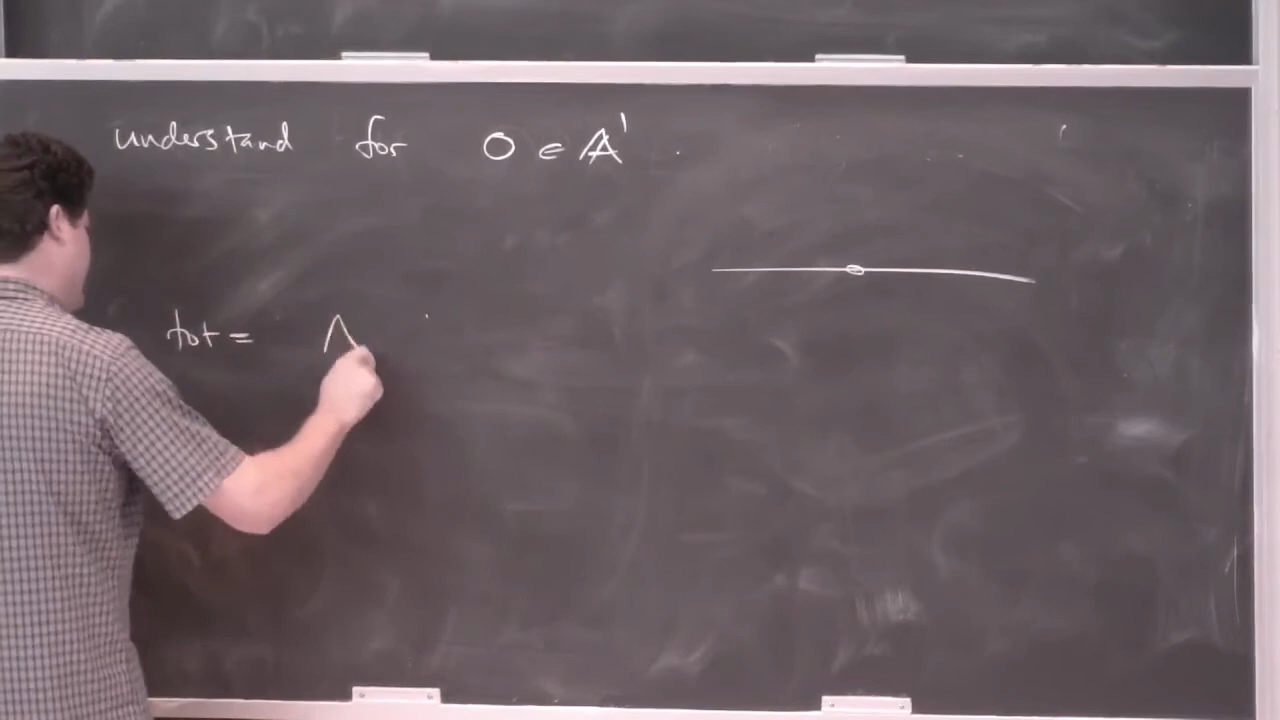 understand for 0 ∈ 𝔸¹
tot = Λ